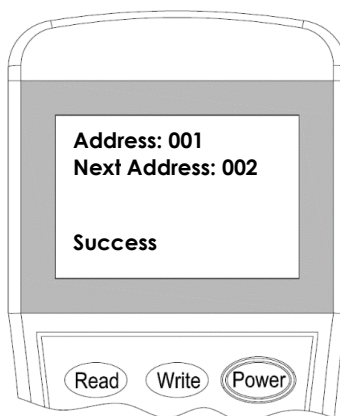 Address: 001
Next Address: 002
Success
Read Write Power